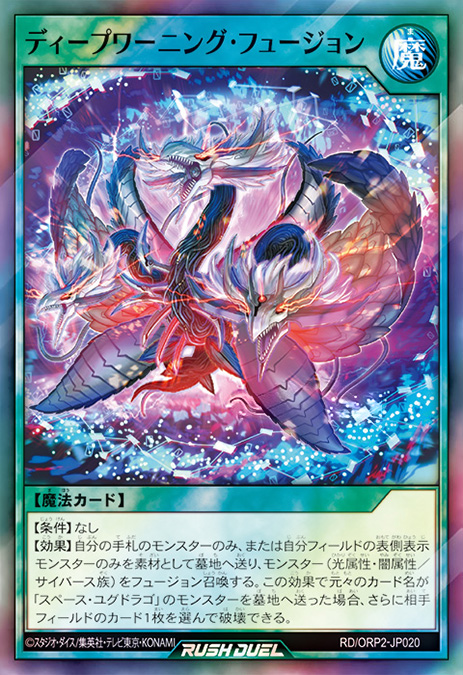 ディープワーニング・フュージョン
魔
【魔法カード】
【条件】なし
【効果】自分の手札のモンスターのみ、または自分フィールドの表側表示
モンスターのみを素材として墓地へ送り、モンスター（光属性・闇属性／
サイバース族）をフュージョン召喚する。この効果で元々のカード名が
「スペース・ユグドラゴ」のモンスターを墓地へ送った場合、さらに相手
フィールドのカード1枚を選んで破壊できる。
©スタジオ・ダイス/集英社・テレビ東京・KONAMI
RUSH DUEL
RD/ORP2-JP020